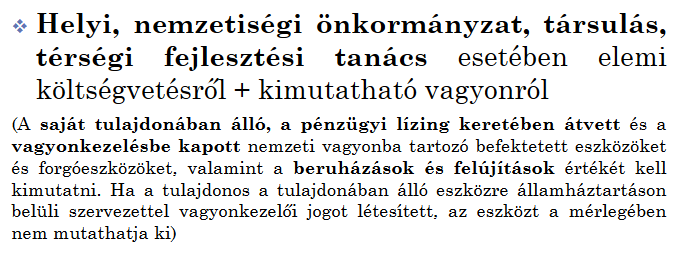 Helyi, nemzetiségi önkormányzat, társulás,
térségi fejlesztési tanács esetében elemi
költségvetésről + kimutatható vagyonról
(A saját tulajdonában álló, a pénzügyi lízing keretében átvett és a
vagyonkezelésbe kapott nemzeti vagyonba tartozó befektetett eszközöket
és forgóeszközöket, valamint a beruházások és felújítások értékét kell
kimutatni. Ha a tulajdonos a tulajdonában álló eszközre államháztartáson
belüli szervezettel vagyonkezelői jogot létesített, az eszközt a mérlegében
nem mutathatja ki)